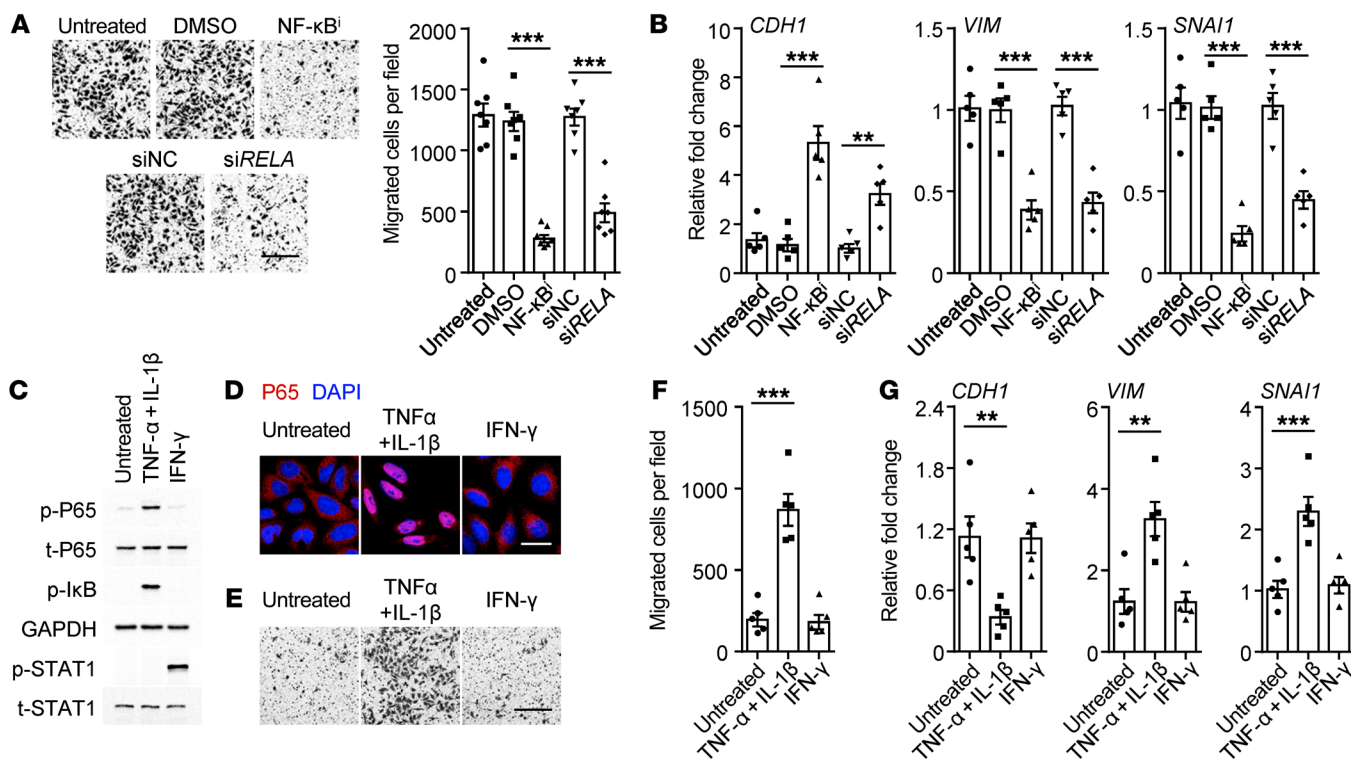 A
Untreated DMSO NF-κBⁱ
siNC siRELA
Migrated cells per field
2000
1500
1000
500
0
*** ***
Untreated
DMSO
NF-κBⁱ
siNC
siRELA
B
Relative fold change
CDH1
10
8
6
4
2
0
*** **
Untreated
DMSO
NF-κBⁱ
siNC
siRELA
VIM
1.5
1
0.5
0
*** ***
Untreated
DMSO
NF-κBⁱ
siNC
siRELA
SNAI1
1.5
1
0.5
0
*** ***
Untreated
DMSO
NF-κBⁱ
siNC
siRELA
C
Untreated
TNF-α + IL-1β
IFN-γ
p-P65
t-P65
p-IκB
GAPDH
p-STAT1
t-STAT1
D
P65 DAPI
Untreated
TNFα
+IL-1β
IFN-γ
E
Untreated
TNFα
+IL-1β
IFN-γ
F
Migrated cells per field
1500
1000
500
0
***
Untreated
TNF-α + IL-1β
IFN-γ
G
Relative fold change
CDH1
2.4
1.8
1.2
0.6
0
**
Untreated
TNF-α + IL-1β
IFN-γ
VIM
6
4
2
0
**
Untreated
TNF-α + IL-1β
IFN-γ
SNAI1
4
3
2
1
0
***
Untreated
TNF-α + IL-1β
IFN-γ